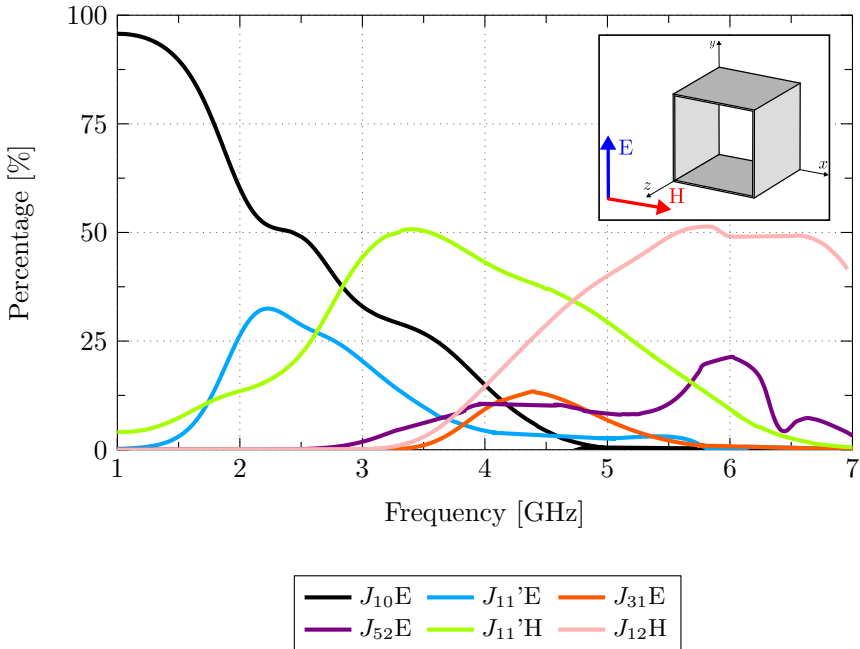 100
75
50
25
0
Percentage [%]
1 2 3 4 5 6 7
Frequency [GHz]
y
x
z
E
H
J₁₀E J₁₁'E J₃₁E
J₅₂E J₁₁'H J₁₂H